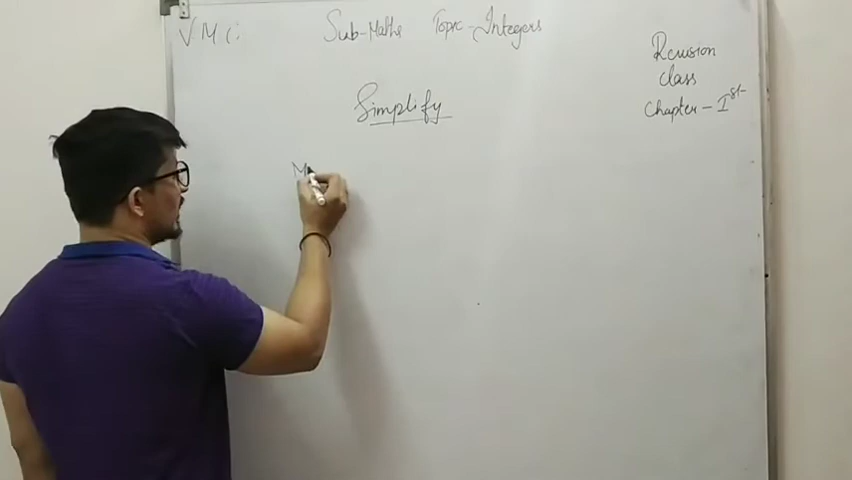 VMC: Sub-Maths Topic-Integers
Revision
class
Chapter-Ist
Simplify
M